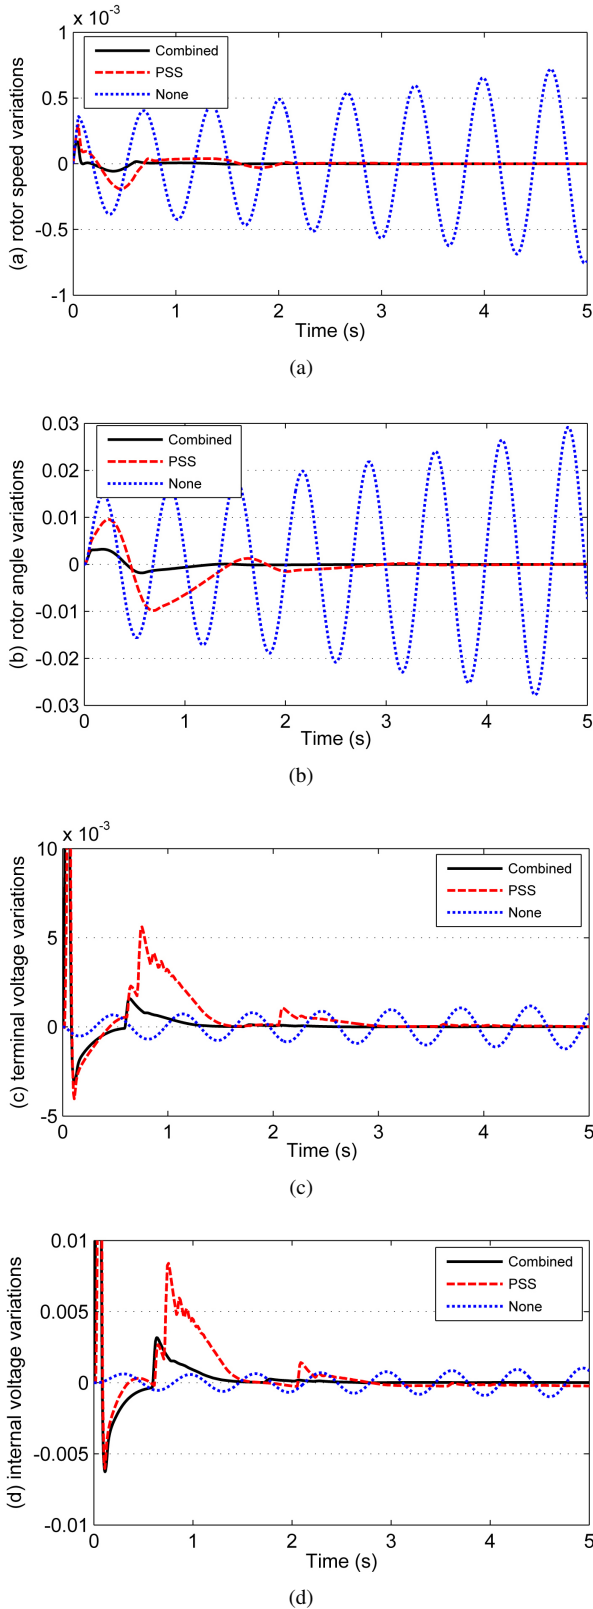 x 10-3
1
0.5
0
-0.5
-1
(a) rotor speed variations
Combined
PSS
None
0 1 2 3 4 5
Time (s)
(a)
0.03
0.02
0.01
0
-0.01
-0.02
-0.03
(b) rotor angle variations
Combined
PSS
None
0 1 2 3 4 5
Time (s)
(b)
x 10-3
10
5
0
-5
(c) terminal voltage variations
Combined
PSS
None
0 1 2 3 4 5
Time (s)
(c)
0.01
0.005
0
-0.005
-0.01
(d) internal voltage variations
Combined
PSS
None
0 1 2 3 4 5
Time (s)
(d)